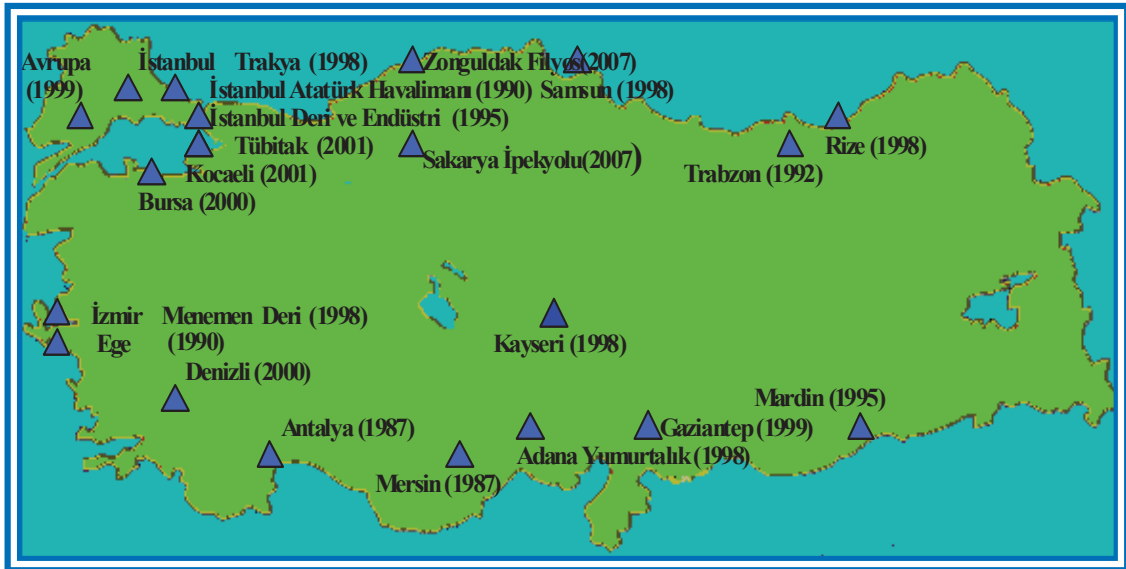 Avrupa
(1999)
İstanbul Trakya (1998)
Zonguldak Filyos(2007)
İstanbul Atatürk Havalimanı (1990)
Samsun (1998)
İstanbul Deri ve Endüstri (1995)
Tübitak (2001)
Kocaeli (2001)
Bursa (2000)
Sakarya İpekyolu(2007)
Trabzon (1992)
Rize (1998)
İzmir Menemen Deri (1998)
Ege (1990)
Denizli (2000)
Kayseri (1998)
Antalya (1987)
Mersin (1987)
Adana Yumurtalık (1998)
Gaziantep (1999)
Mardin (1995)